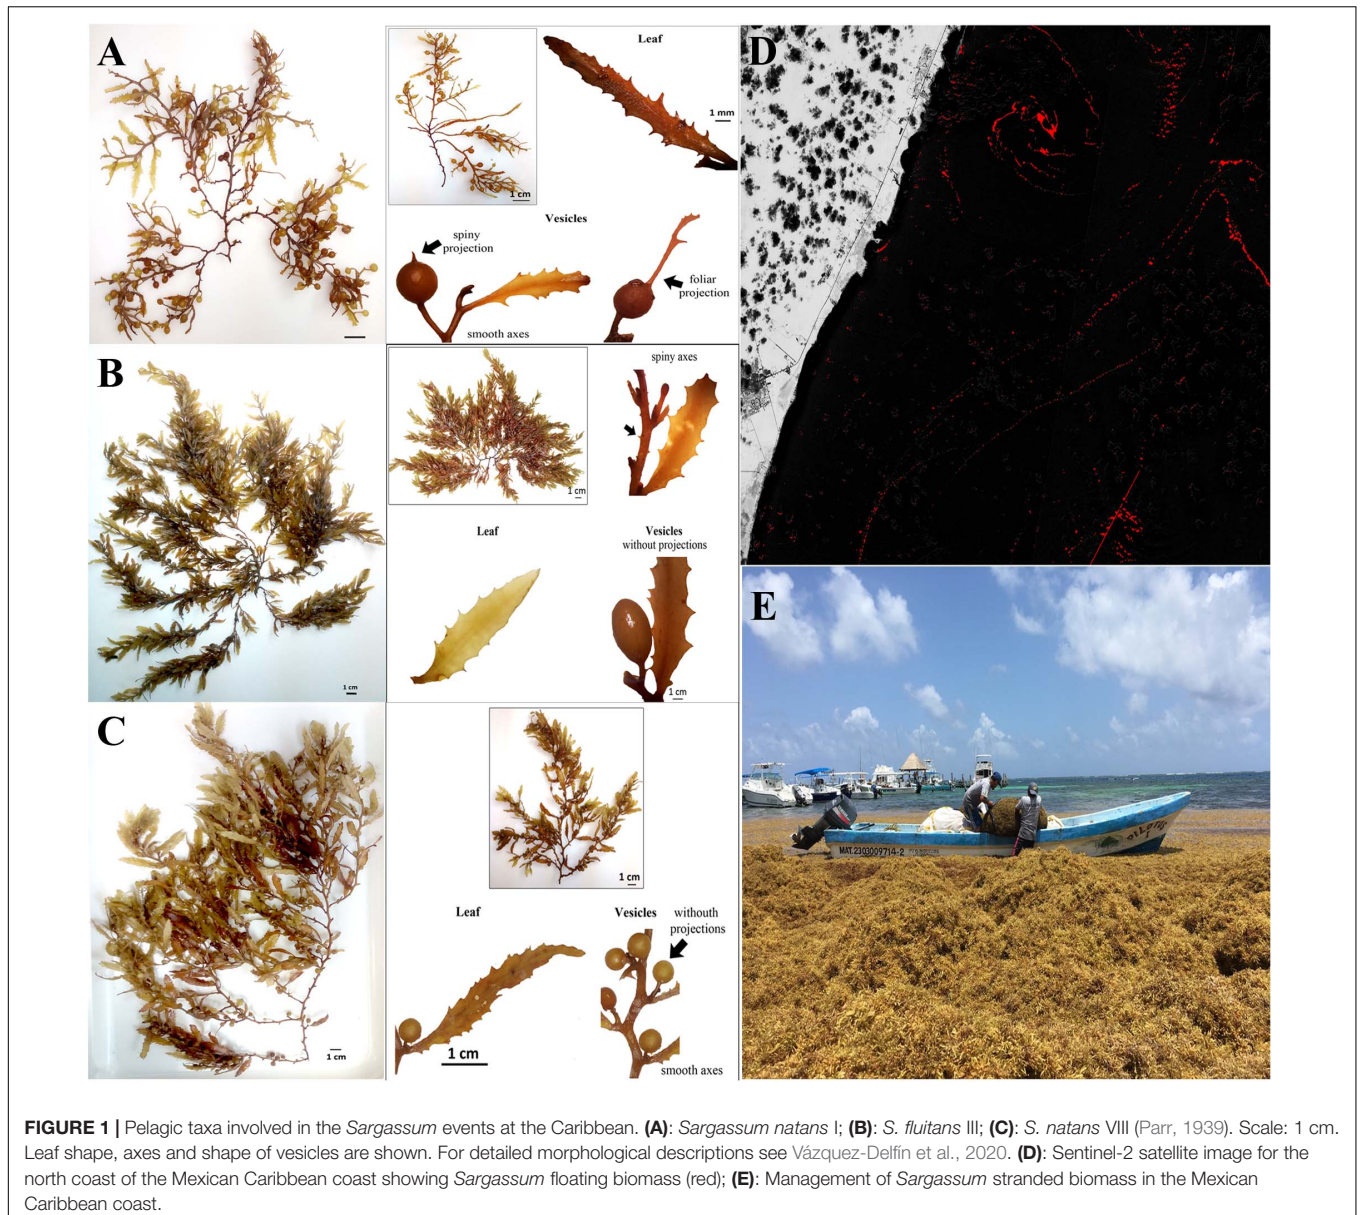 A
Leaf
1 mm
1 cm
Vesicles
spiny
projection
foliar
projection
smooth axes
B
spiny axes
1 cm
Leaf
Vesicles
without projections
1 cm
1 cm
C
1 cm
Leaf
Vesicles
withouth
projections
1 cm
1 cm
smooth axes
D
E
MAT.2303009714-2
FIGURE 1 | Pelagic taxa involved in the Sargassum events at the Caribbean. (A): Sargassum natans I; (B): S. fluitans III; (C): S. natans VIII (Parr, 1939). Scale: 1 cm.
Leaf shape, axes and shape of vesicles are shown. For detailed morphological descriptions see Vázquez-Delfín et al., 2020. (D): Sentinel-2 satellite image for the
north coast of the Mexican Caribbean coast showing Sargassum floating biomass (red); (E): Management of Sargassum stranded biomass in the Mexican
Caribbean coast.